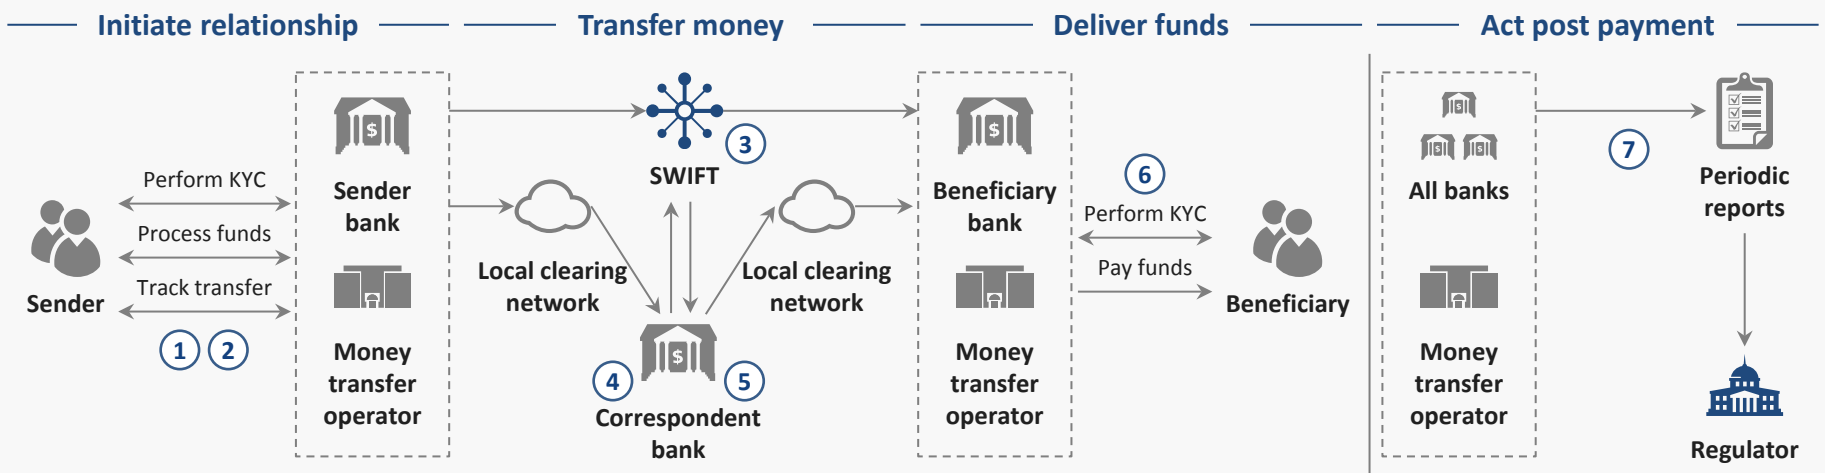 Initiate relationship
Transfer money
Deliver funds
Act post payment
Perform KYC
Process funds
Track transfer
Sender
1
2
$
Sender
bank
Money
transfer
operator
SWIFT
3
Local clearing
network
Local clearing
network
$
4
5
Correspondent
bank
$
Beneficiary
bank
Money
transfer
operator
6
Perform KYC
Pay funds
Beneficiary
All banks
Money
transfer
operator
7
Periodic
reports
Regulator